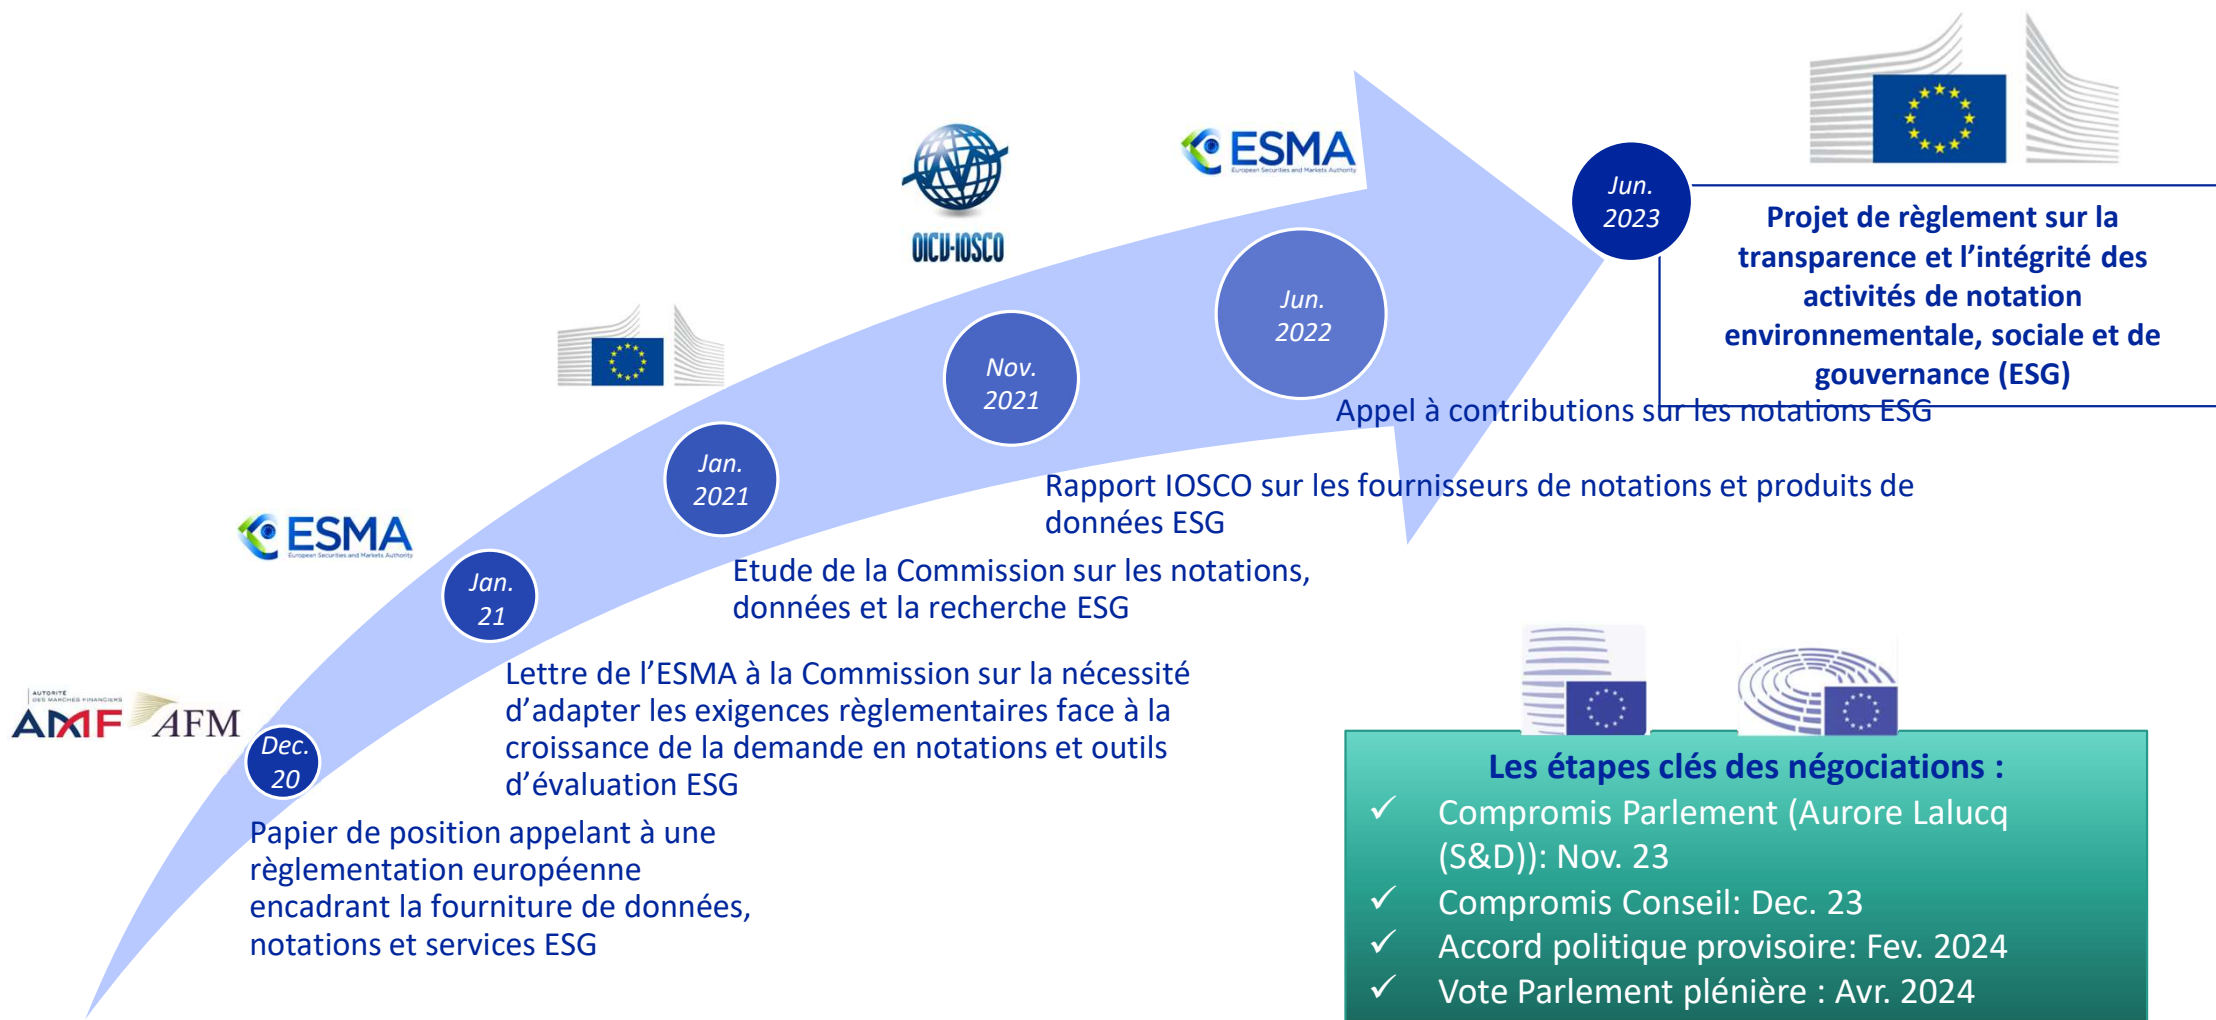 AUTORITÉ
DES MARCHÉS FINANCIERS
AMF
AFM
Dec.
20
Papier de position appelant à une
règlementation européenne
encadrant la fourniture de données,
notations et services ESG
ESMA
European Securities and Markets Authority
Jan.
21
Lettre de l’ESMA à la Commission sur la nécessité
d’adapter les exigences règlementaires face à la
croissance de la demande en notations et outils
d’évaluation ESG
Jan.
2021
Etude de la Commission sur les notations,
données et la recherche ESG
OICU-IOSCO
Nov.
2021
Rapport IOSCO sur les fournisseurs de notations et produits de
données ESG
ESMA
European Securities and Markets Authority
Jun.
2022
Appel à contributions sur les notations ESG
Jun.
2023
Projet de règlement sur la
transparence et l’intégrité des
activités de notation
environnementale, sociale et de
gouvernance (ESG)
Les étapes clés des négociations :
✓ Compromis Parlement (Aurore Lalucq
(S&D)): Nov. 23
✓ Compromis Conseil: Dec. 23
✓ Accord politique provisoire: Fev. 2024
✓ Vote Parlement plénière : Avr. 2024